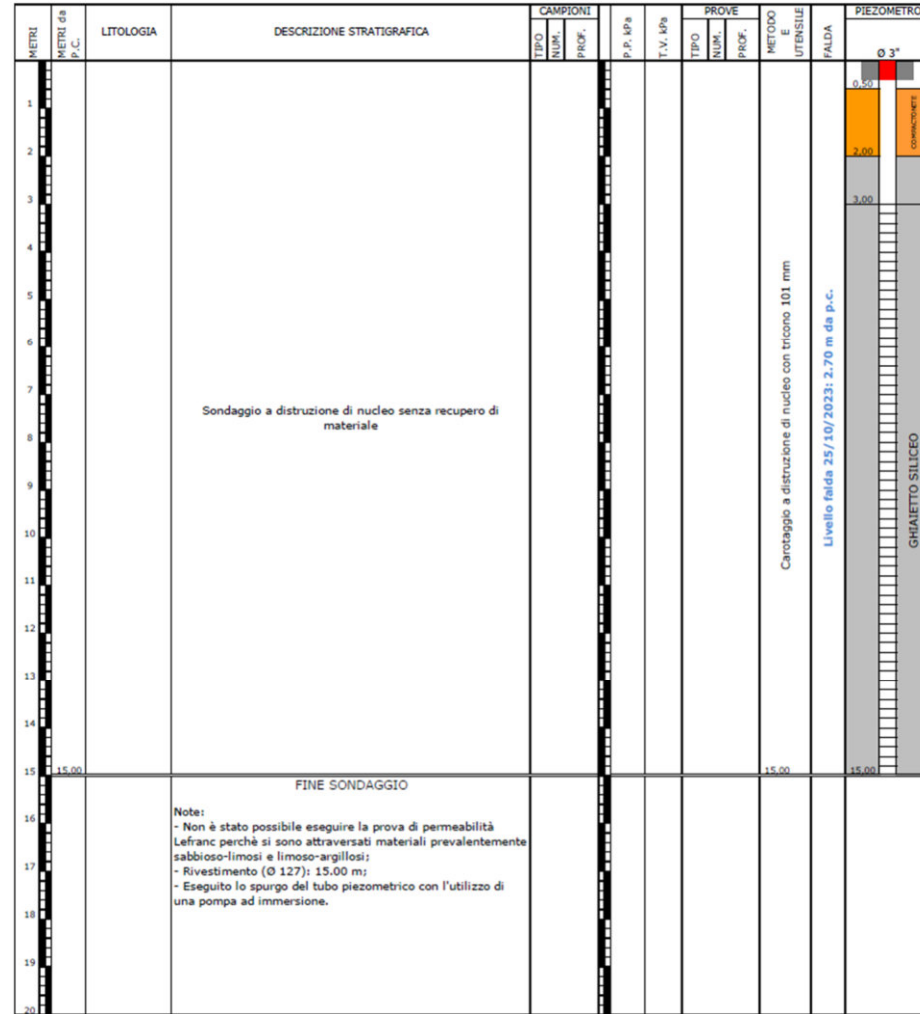 METRI
METRI da P.C.
LITOLOGIA
DESCRIZIONE STRATIGRAFICA
CAMPIONI
TIPO
NUM.
PROF.
P.P. kPa
T.V. kPa
PROVE
TIPO
NUM.
PROF.
METODO
E
UTENSILE
FALDA
PIEZOMETRO
Ø 3"
0,50
COMPACTONITE
1
2
2,00
3
3,00
4
5
6
7
8
9
10
11
12
13
14
15
Sondaggio a distruzione di nucleo senza recupero di
materiale
Carotaggio a distruzione di nucleo con tricono 101 mm
Livello falda 25/10/2023: 2.70 m da p.c.
GHIAIETTO SILICEO
15,00
15,00
15,00
FINE SONDAGGIO
Note:
- Non è stato possibile eseguire la prova di permeabilità
Lefranc perchè si sono attraversati materiali prevalentemente
sabbioso-limosi e limoso-argillosi;
- Rivestimento (Ø 127): 15.00 m;
- Eseguito lo spurgo del tubo piezometrico con l'utilizzo di
una pompa ad immersione.
16
17
18
19
20